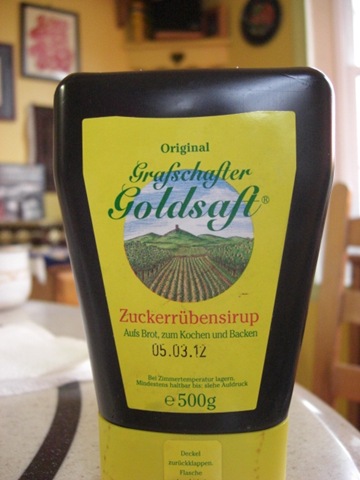 Original
Grafschafter
Goldsaft®
Zuckerrübensirup
Aufs Brot, zum Kochen und Backen
05.03.12
Bei Zimmertemperatur lagern.
Mindestens haltbar bis, siehe Aufdruck
e 500g
Deckel
zurückklappen.
Flasche